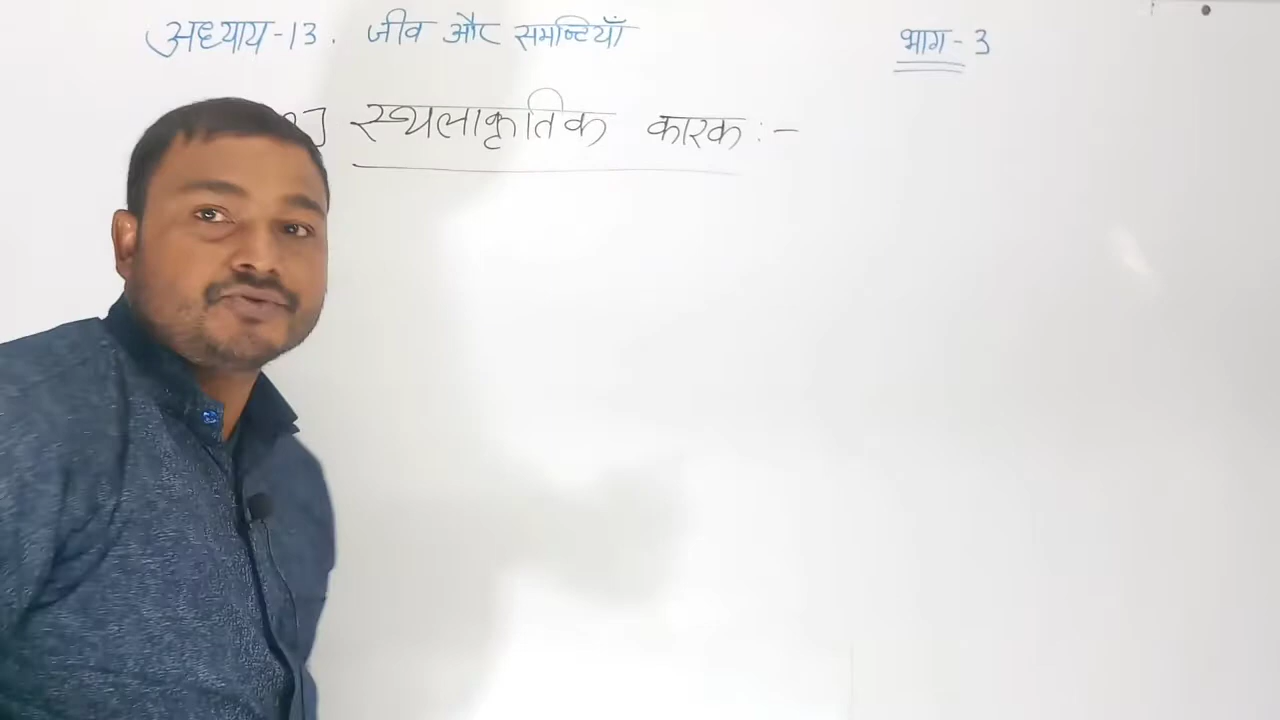 अध्याय-13. जीव और समष्टियाँ
भाग-3
स्थलाकृतिक कारक :-